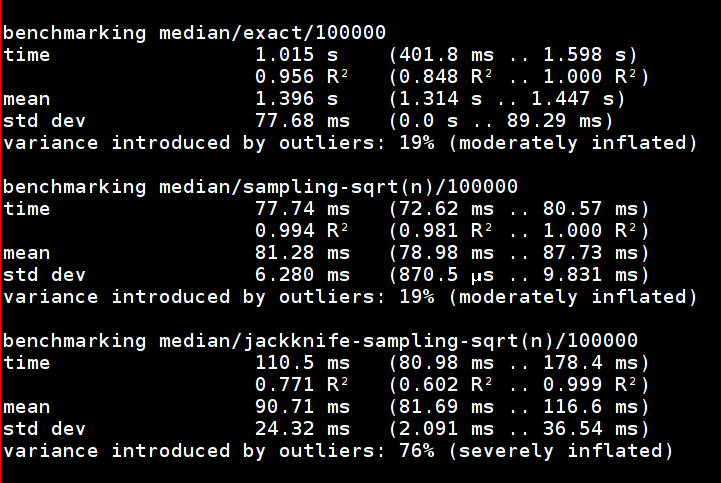 benchmarking median/exact/100000
time                 1.015 s    (401.8 ms .. 1.598 s)
                     0.956 R²   (0.848 R² .. 1.000 R²)
mean                 1.396 s    (1.314 s .. 1.447 s)
std dev              77.68 ms   (0.0 s .. 89.29 ms)
variance introduced by outliers: 19% (moderately inflated)

benchmarking median/sampling-sqrt(n)/100000
time                 77.74 ms   (72.62 ms .. 80.57 ms)
                     0.994 R²   (0.981 R² .. 1.000 R²)
mean                 81.28 ms   (78.98 ms .. 87.73 ms)
std dev              6.280 ms   (870.5 μs .. 9.831 ms)
variance introduced by outliers: 19% (moderately inflated)

benchmarking median/jackknife-sampling-sqrt(n)/100000
time                 110.5 ms   (80.98 ms .. 178.4 ms)
                     0.771 R²   (0.602 R² .. 0.999 R²)
mean                 90.71 ms   (81.69 ms .. 116.6 ms)
std dev              24.32 ms   (2.091 ms .. 36.54 ms)
variance introduced by outliers: 76% (severely inflated)